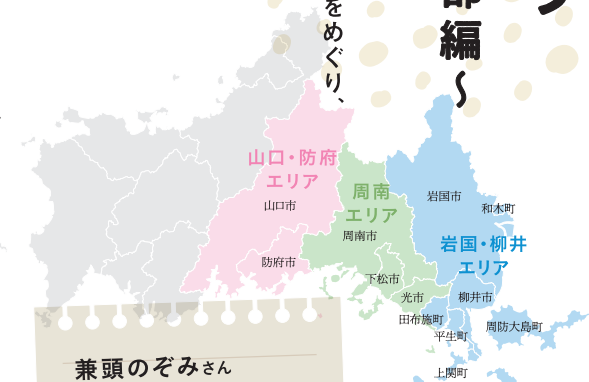 編～
をめぐり、
山口・防府
エリア
山口市
防府市
周南
エリア
周南市
下松市
光市
岩国市
和木町
岩国・柳井
エリア
柳井市
田布施町
平生町
周防大島町
上関町
兼頭のぞみさん